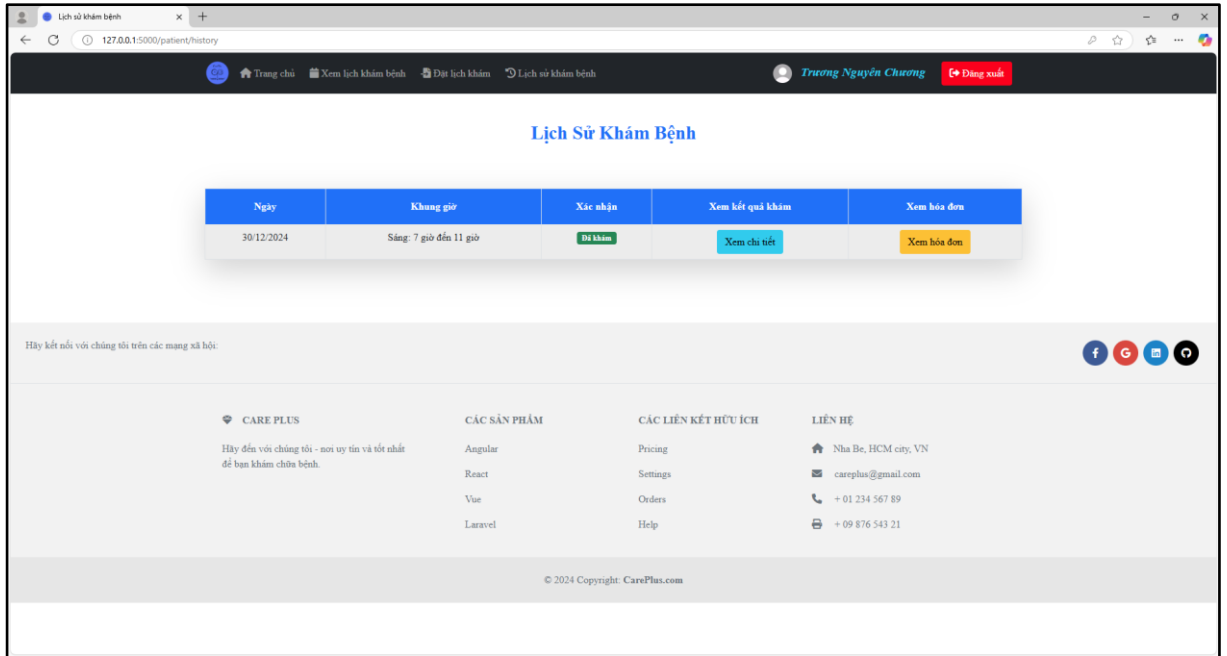 Lịch sử khám bệnh
127.0.0.1:5000/patient/history
Trang chủ Xem lịch khám bệnh Đặt lịch khám Lịch sử khám bệnh Trương Nguyên Chương Đăng xuất
Lịch Sử Khám Bệnh
Ngày Khung giờ Xác nhận Xem kết quả khám Xem hóa đơn
30/12/2024 Sáng: 7 giờ đến 11 giờ Đã khám Xem chi tiết Xem hóa đơn
Hãy kết nối với chúng tôi trên các mạng xã hội:
CARE PLUS CÁC SẢN PHẨM CÁC LIÊN KẾT HỮU ÍCH LIÊN HỆ
Hãy đến với chúng tôi - nơi uy tín và tốt nhất
để bạn khám chữa bệnh.
Angular Pricing Nha Be, HCM city, VN
React Settings careplus@gmail.com
Vue Orders + 01 234 567 89
Laravel Help + 09 876 543 21
© 2024 Copyright: CarePlus.com